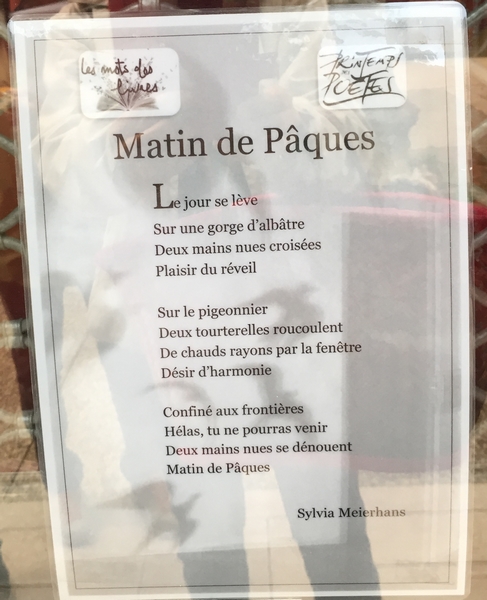 Les mots des livres
PRINTEMPS
DES
POETES
Matin de Pâques
Le jour se lève
Sur une gorge d'albâtre
Deux mains nues croisées
Plaisir du réveil
Sur le pigeonnier
Deux tourterelles roucoulent
De chauds rayons par la fenêtre
Désir d'harmonie
Confiné aux frontières
Hélas, tu ne pourras venir
Deux mains nues se dénouent
Matin de Pâques
Sylvia Meierhans